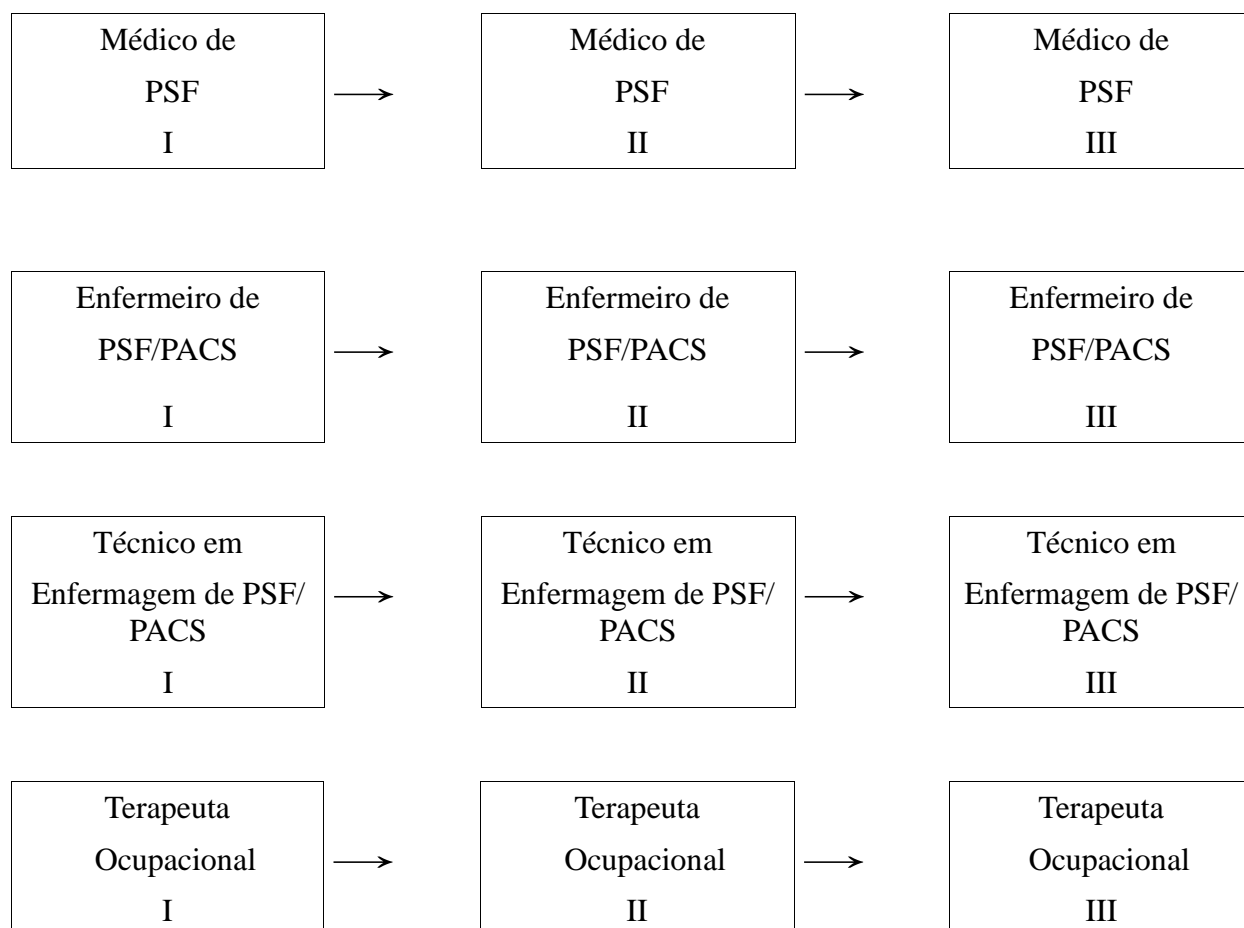 Médico de
PSF
I
Médico de
PSF
II
Médico de
PSF
III
Enfermeiro de
PSF/PACS
I
Enfermeiro de
PSF/PACS
II
Enfermeiro de
PSF/PACS
III
Técnico em
Enfermagem de PSF/
PACS
I
Técnico em
Enfermagem de PSF/
PACS
II
Técnico em
Enfermagem de PSF/
PACS
III
Terapeuta
Ocupacional
I
Terapeuta
Ocupacional
II
Terapeuta
Ocupacional
III